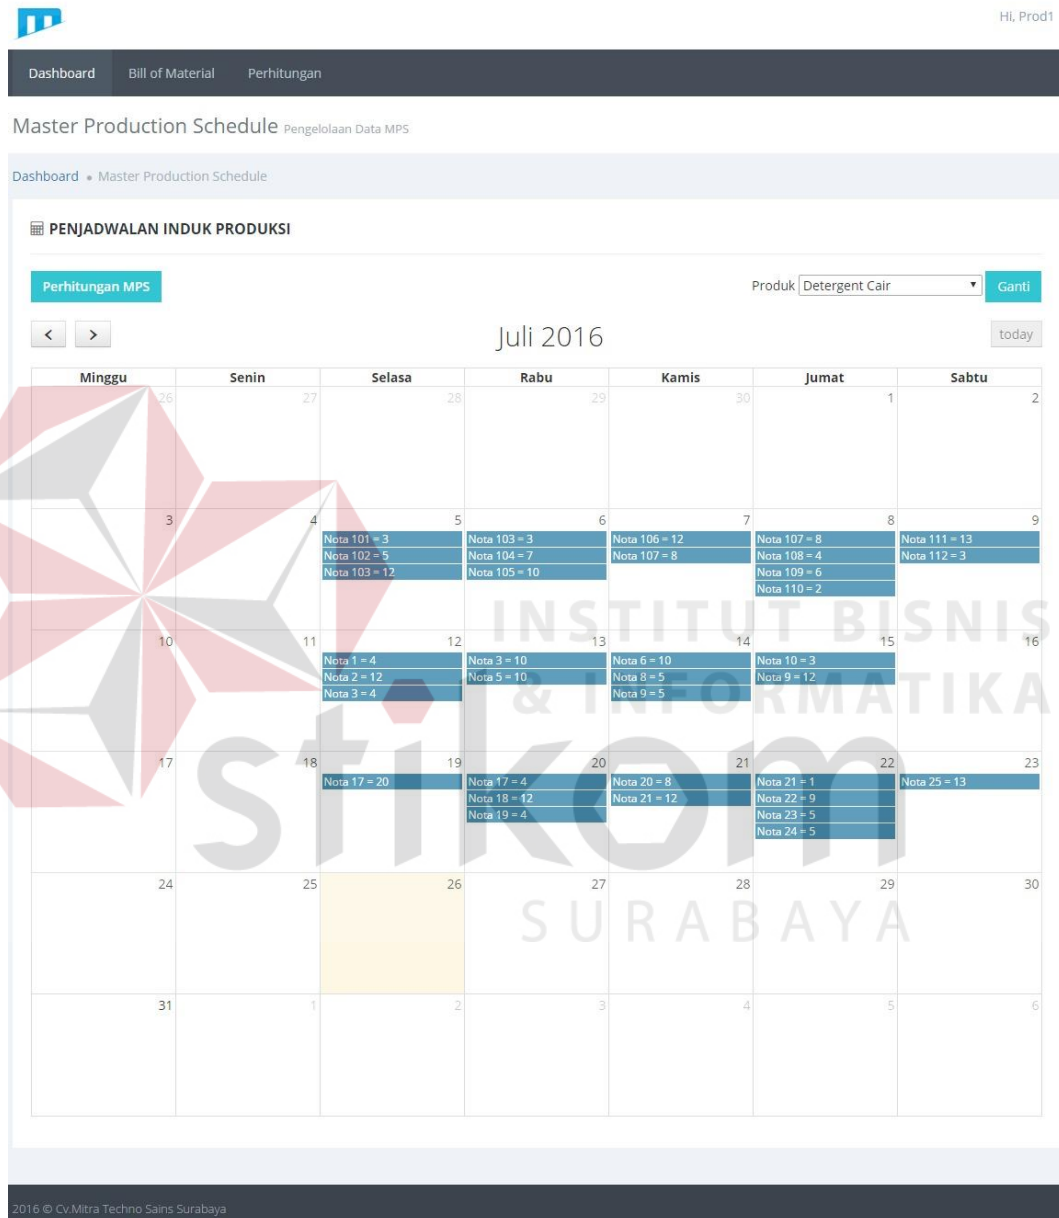 Hi, Prod1
Dashboard Bill of Material Perhitungan
Master Production Schedule Pengelolaan Data MPS
Dashboard • Master Production Schedule
PENJADWALAN INDUK PRODUKSI
Perhitungan MPS Produk Detergent Cair Ganti
< > Juli 2016 today
Minggu Senin Selasa Rabu Kamis Jumat Sabtu
26 27 28 29 30 1 2
3 4 5 6 7 8 9
Nota 101 = 3 Nota 103 = 3 Nota 106 = 12 Nota 107 = 8 Nota 111 = 13
Nota 102 = 5 Nota 104 = 7 Nota 107 = 8 Nota 108 = 4 Nota 112 = 3
Nota 103 = 12 Nota 105 = 10 Nota 109 = 6
Nota 110 = 2
INSTITUT BISNIS
10 11 12 13 14 15 16
Nota 1 = 4 Nota 3 = 10 Nota 6 = 10 Nota 10 = 3
Nota 2 = 12 Nota 5 = 10 Nota 8 = 5 Nota 9 = 12
Nota 3 = 4 Nota 9 = 5
& INFORMATIKA
stikom
17 18 19 20 21 22 23
Nota 17 = 20 Nota 17 = 4 Nota 20 = 8 Nota 21 = 1 Nota 25 = 13
Nota 18 = 12 Nota 21 = 12 Nota 22 = 9
Nota 19 = 4 Nota 23 = 5
Nota 24 = 5
24 25 26 27 28 29 30
SURABAYA
31 1 2 3 4 5 6
2016 © Cv.Mitra Techno Sains Surabaya